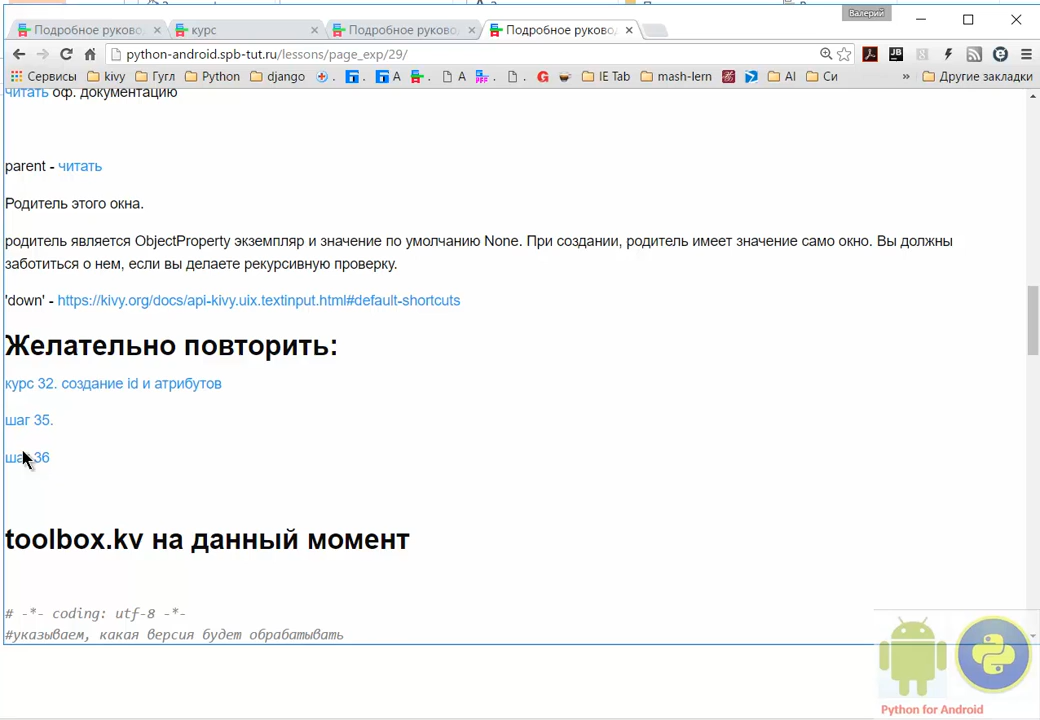 Валерий
Подробное руково
курс
Подробное руково
Подробное руково
python-android.spb-tut.ru/lessons/page_exp/29/
Сервисы kivy Гугл Python django А А G IE Tab mash-lern AI Си » Другие закладки
читать оф. документацию
parent - читать
Родитель этого окна.
родитель является ObjectProperty экземпляр и значение по умолчанию None. При создании, родитель имеет значение само окно. Вы должны
заботиться о нем, если вы делаете рекурсивную проверку.
'down' - https://kivy.org/docs/api-kivy.uix.textinput.html#default-shortcuts
Желательно повторить:
курс 32. создание id и атрибутов
шаг 35.
шаг 36
toolbox.kv на данный момент
# -*- coding: utf-8 -*-
#указываем, какая версия будет обрабатывать
Python for Android